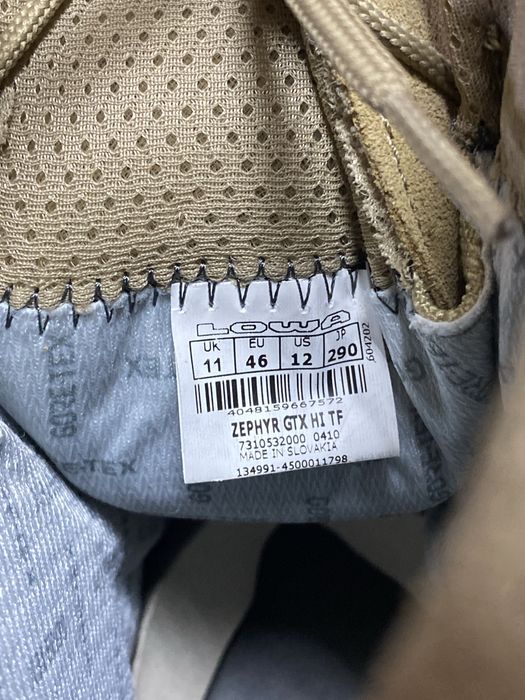 LOWA
UK EU US JP
11 46 12 290
604202
4048159667572
ZEPHYR GTX HI TF
7310532000 0410
MADE IN SLOVAKIA
134991-4500011798